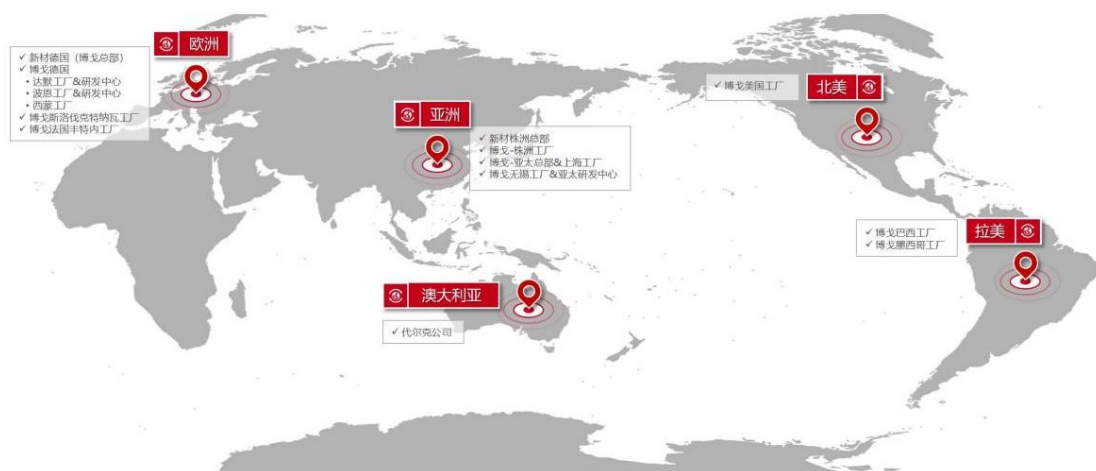 欧洲
✓ 新材德国（博戈总部）
✓ 博戈德国
• 达默工厂&研发中心
• 波恩工厂&研发中心
• 西蒙工厂
✓ 博戈斯洛伐克特纳瓦工厂
✓ 博戈法国丰特内工厂
亚洲
✓ 新材株洲总部
✓ 博戈-株洲工厂
✓ 博戈-亚太总部&上海工厂
✓ 博戈无锡工厂&亚太研发中心
澳大利亚
✓ 代尔克公司
北美
✓ 博戈美国工厂
拉美
✓ 博戈巴西工厂
✓ 博戈墨西哥工厂